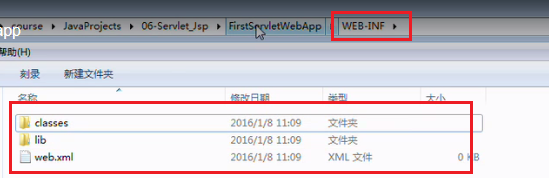 course ▸ JavaProjects ▸ 06-Servlet_Jsp ▸ FirstServletWebApp ▸ WEB-INF ▸
app
帮助(H)
刻录 新建文件夹
名称 修改日期 类型 大小
classes 2016/1/8 11:09 文件夹
lib 2016/1/8 11:09 文件夹
web.xml 2016/1/8 11:09 XML 文件 0 KB